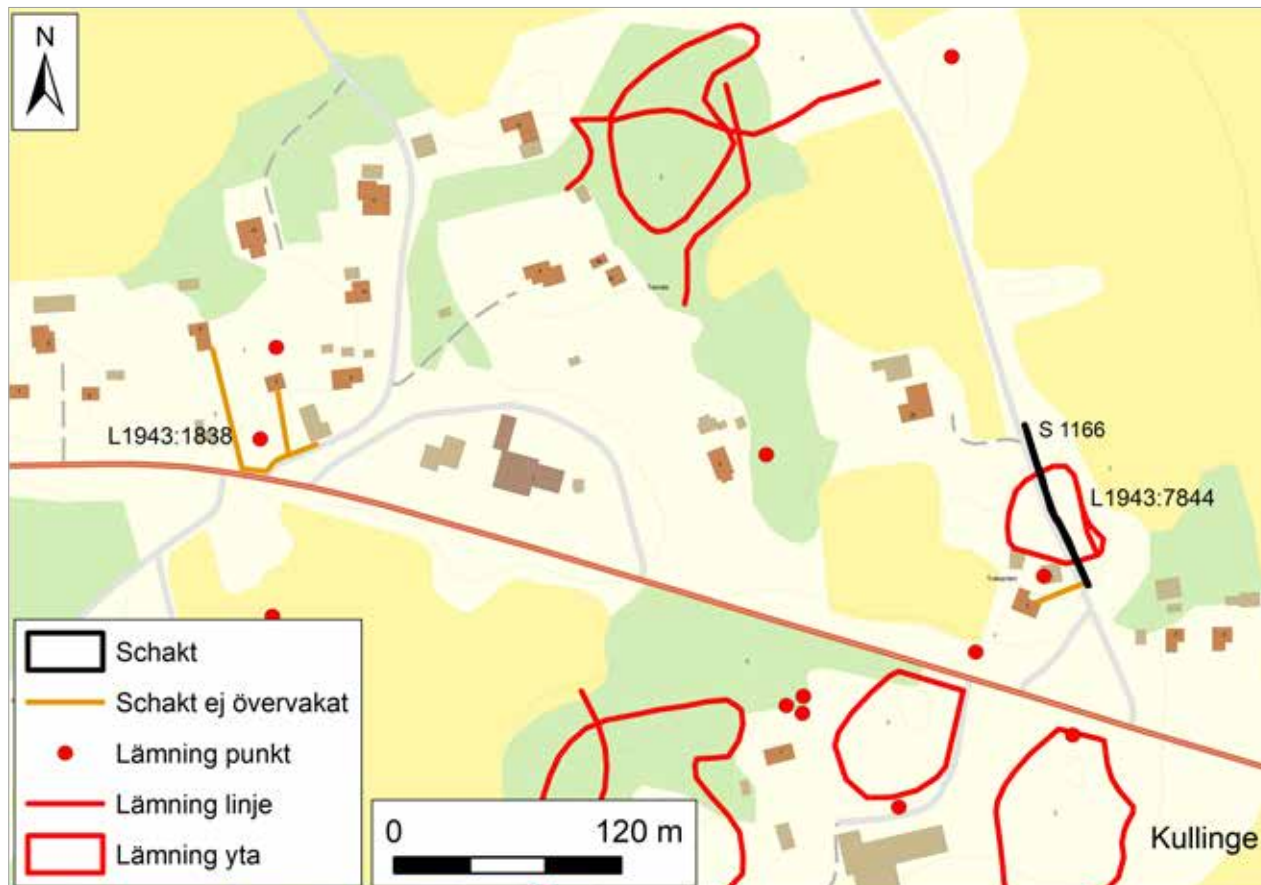 N
S 1166
L1943:7844
L1943:1838
Schakt
Schakt ej övervakat
Lämning punkt
Lämning linje
Lämning yta
0 120 m
Kullinge